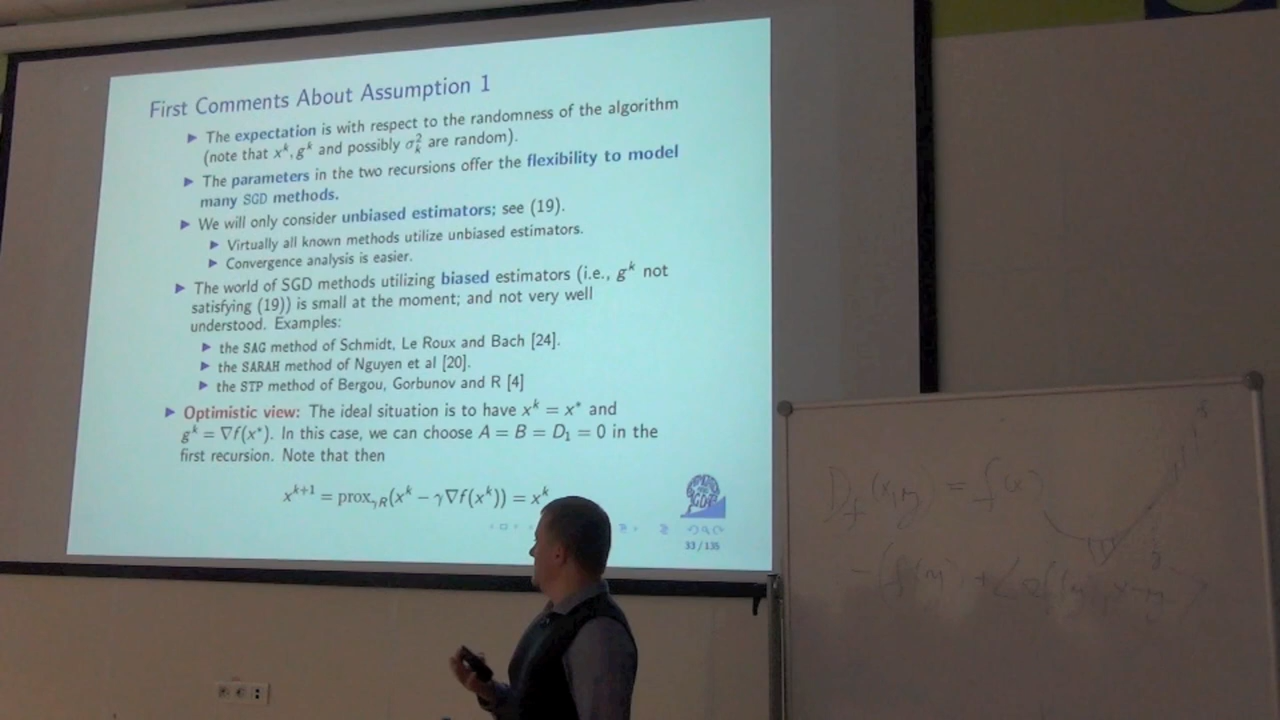 First Comments About Assumption 1
▶ The expectation is with respect to the randomness of the algorithm
(note that x^k, g^k and possibly σ_k^2 are random).
▶ The parameters in the two recursions offer the flexibility to model
many SGD methods.
▶ We will only consider unbiased estimators; see (19).
▶ Virtually all known methods utilize unbiased estimators.
▶ Convergence analysis is easier.
▶ The world of SGD methods utilizing biased estimators (i.e., g^k not
satisfying (19)) is small at the moment; and not very well
understood. Examples:
▶ the SAG method of Schmidt, Le Roux and Bach [24].
▶ the SARAH method of Nguyen et al [20].
▶ the STP method of Bergou, Gorbunov and R [4]
▶ Optimistic view: The ideal situation is to have x^k = x^* and
g^k = ∇f(x^*). In this case, we can choose A = B = D_1 = 0 in the
first recursion. Note that then
x^{k+1} = prox_{γR}(x^k − γ∇f(x^k)) = x^k
33/135
D_f(x,y) = f(x)